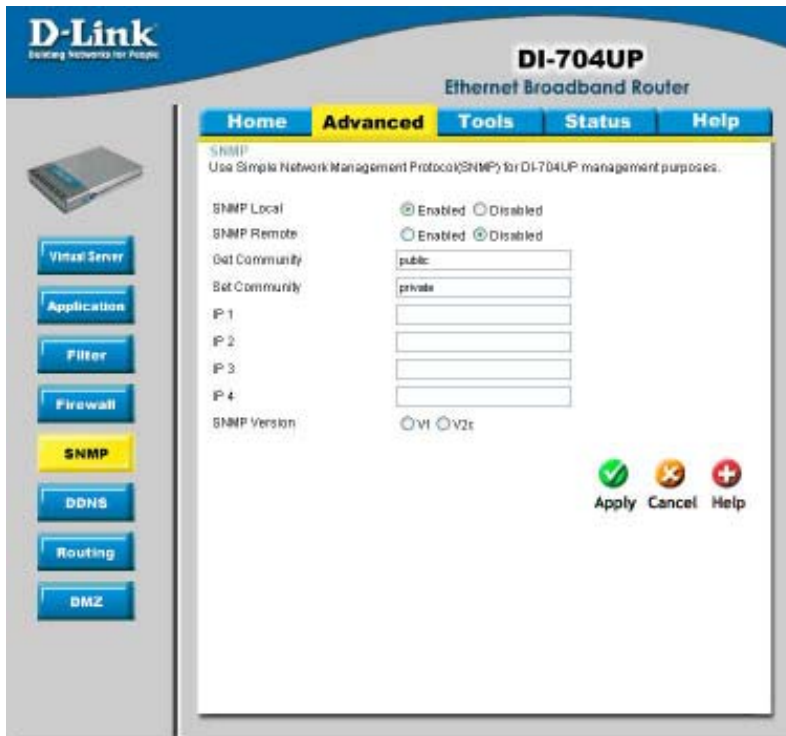 D-Link
Building Networks for People
DI-704UP
Ethernet Broadband Router
Home Advanced Tools Status Help
SNMP
Use Simple Network Management Protocol(SNMP) for DI-704UP management purposes.
SNMP Local Enabled Disabled
SNMP Remote Enabled Disabled
Get Community public
Set Community private
IP 1
IP 2
IP 3
IP 4
SNMP Version V1 V2c
Apply Cancel Help
Virtual Server
Application
Filter
Firewall
SNMP
DDNS
Routing
DMZ